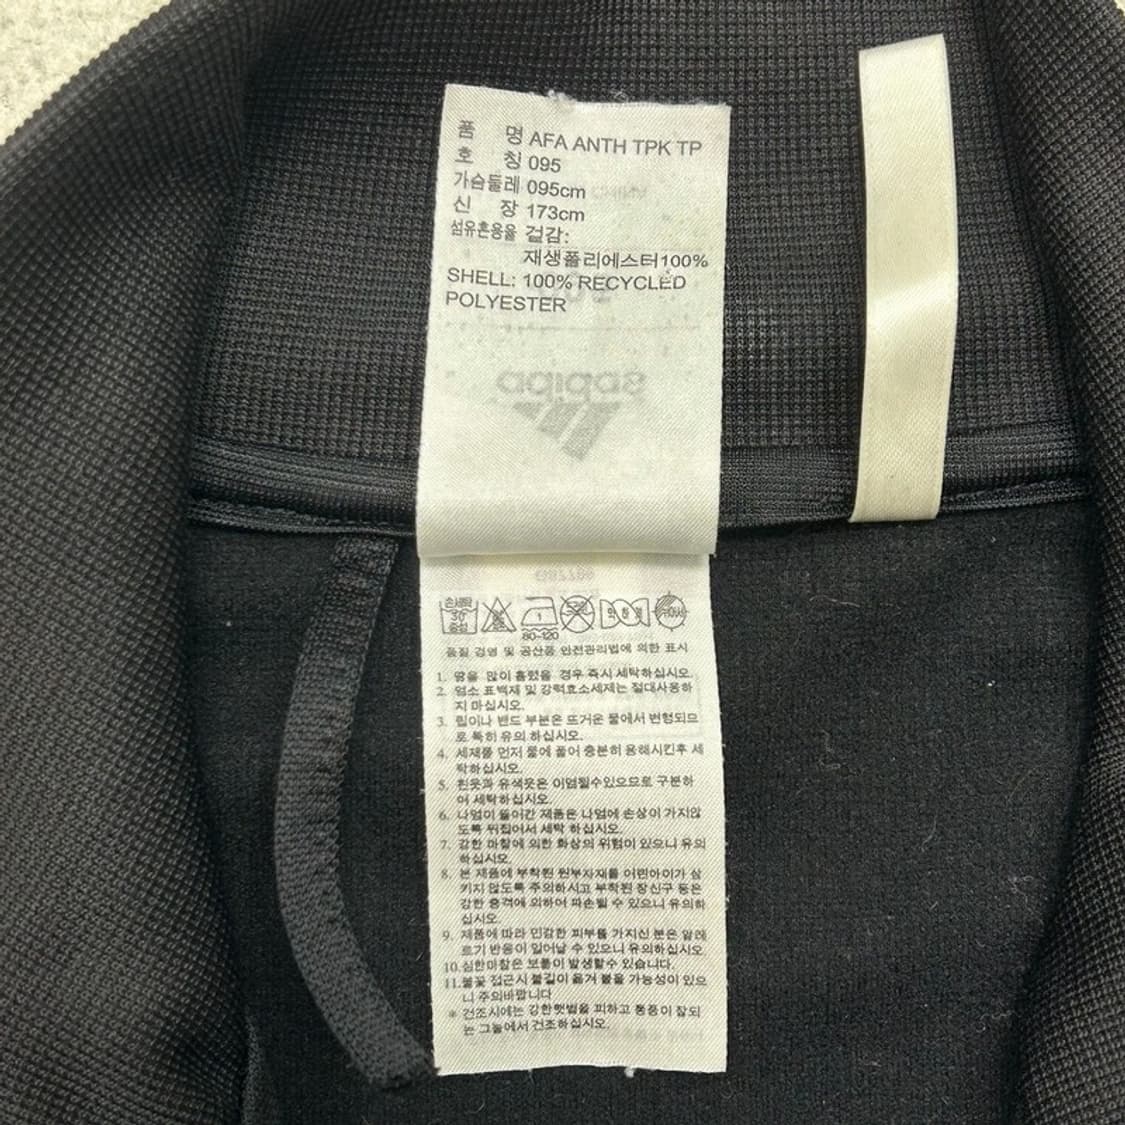 품 명 AFA ANTH TPK TP
호 칭 095
가슴둘레 095cm
신 장 173cm
섬유혼용율 겉감:
재생폴리에스터100%
SHELL: 100% RECYCLED
POLYESTER
adidas
손세탁
30
중성
1
80-120
품질 경영 및 공산품 안전관리법에 의한 표시
1. 땀을 많이 흘렸을 경우 즉시 세탁하십시오.
2. 염소 표백제 및 강력효소세제는 절대사용하
지 마십시오.
3. 립이나 밴드 부분은 뜨거운 물에서 변형되므
로 특히 유의 하십시오.
4. 세제를 먼저 물에 풀어 충분히 용해시킨후 세
탁하십시오.
5. 흰옷과 유색옷은 이염될수있으므로 구분하
여 세탁하십시오.
6. 나염이 들어간 제품은 나염에 손상이 가지않
도록 뒤집어서 세탁 하십시오.
7. 강한 마찰에 의한 화상의 위험이 있으니 유의
하십시오.
8. 본 제품에 부착된 원부자재를 어린아이가 삼
키지 않도록 주의하시고 부착된 장신구 등은
강한 충격에 의하여 파손될 수 있으니 유의하
십시오.
9. 제품에 따라 민감한 피부를 가지신 분은 알레
르기 반응이 일어날 수 있으니 유의하십시오.
10.심한마찰은 보풀이 발생할수 있습니다.
11.불꽃 접근시 불길이 옮겨 붙을 가능성이 있으
니 주의바랍니다
* 건조시에는 강한햇볕을 피하고 통풍이 잘되
는 그늘에서 건조하십시오.